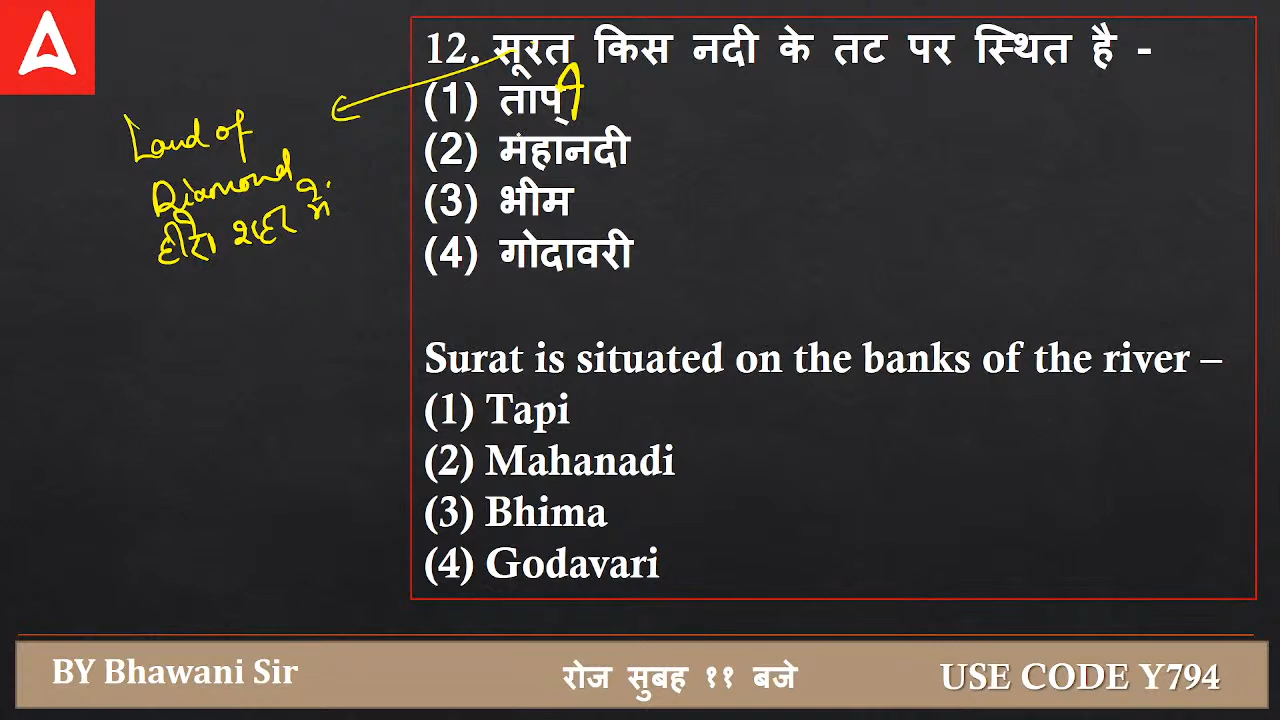 12. सूरत किस नदी के तट पर स्थित है -
(1) ताप्ी
(2) मंहानदी
(3) भीम
(4) गोदावरी
Land of
Diamond
हीरा शहर में
Surat is situated on the banks of the river –
(1) Tapi
(2) Mahanadi
(3) Bhima
(4) Godavari
BY Bhawani Sir
रोज सुबह ११ बजे
USE CODE Y794